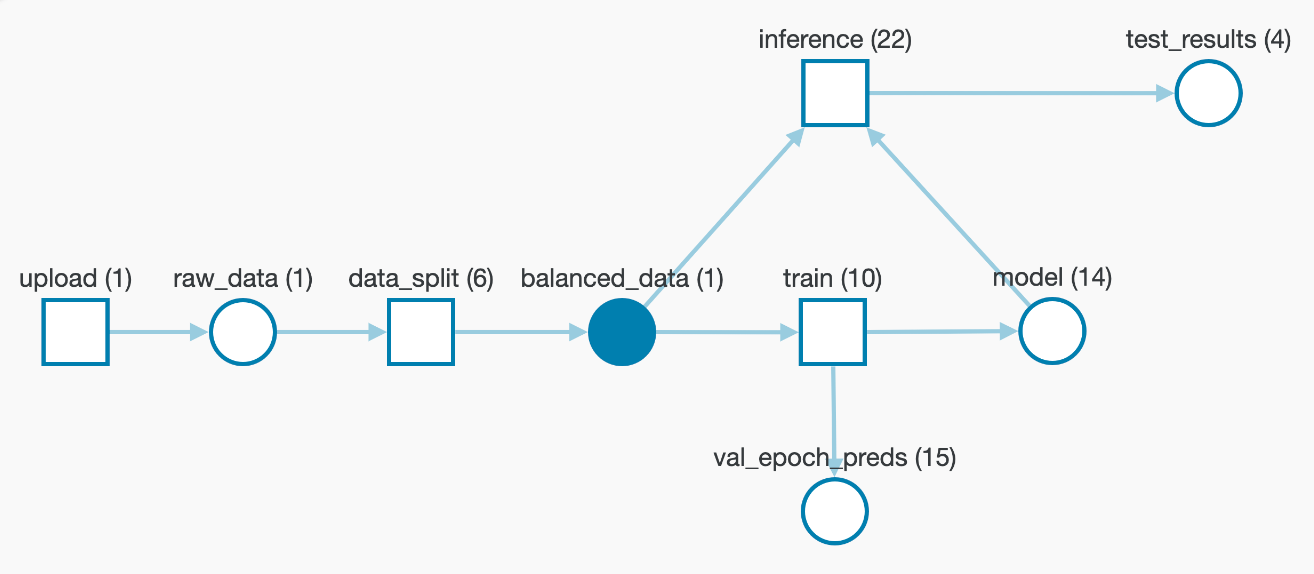 inference (22)
test_results (4)
upload (1)
raw_data (1)
data_split (6)
balanced_data (1)
train (10)
model (14)
val_epoch_preds (15)